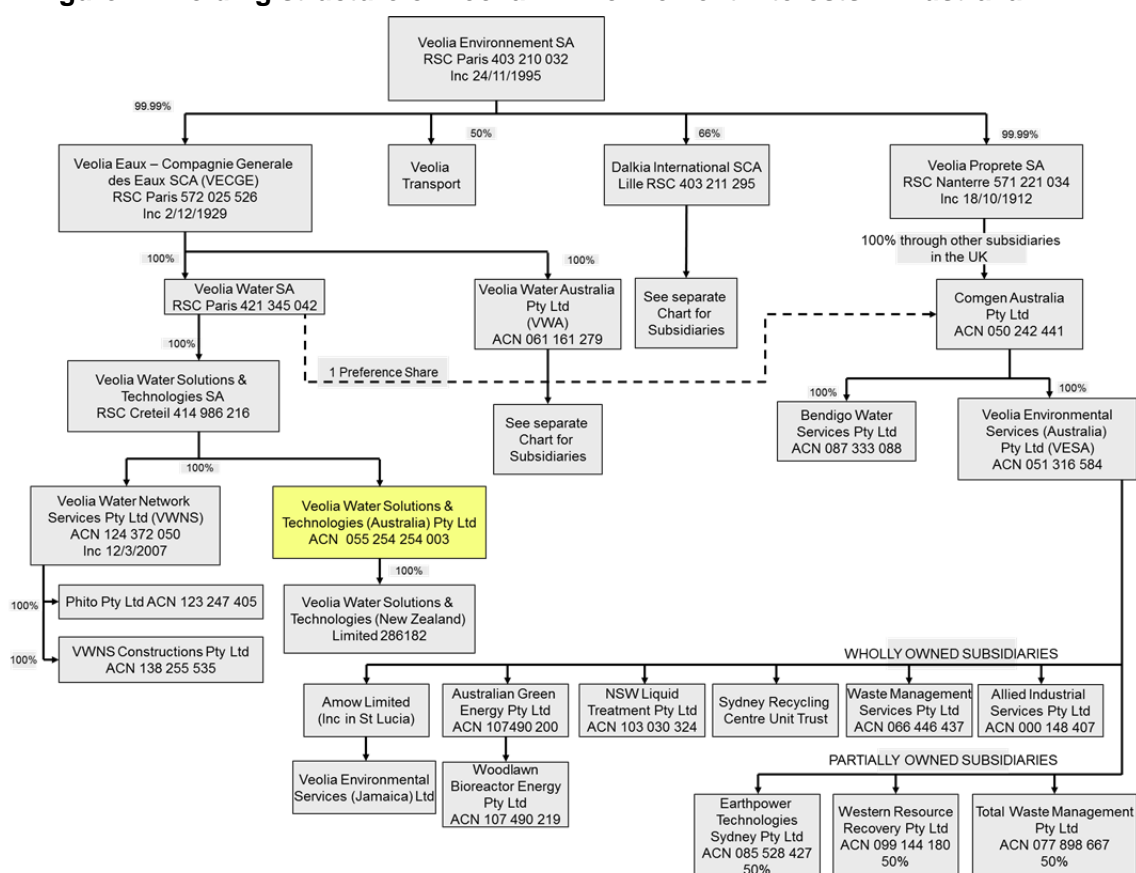 Veolia Environnement SA
RSC Paris 403 210 032
Inc 24/11/1995
99.99%
50%
66%
99.99%
Veolia Eaux – Compagnie Generale
des Eaux SCA (VECGE)
RSC Paris 572 025 526
Inc 2/12/1929
Veolia
Transport
Dalkia International SCA
Lille RSC 403 211 295
Veolia Proprete SA
RSC Nanterre 571 221 034
Inc 18/10/1912
100%
100%
100% through other subsidiaries
in the UK
Veolia Water SA
RSC Paris 421 345 042
Veolia Water Australia
Pty Ltd
(VWA)
ACN 061 161 279
See separate
Chart for
Subsidiaries
Comgen Australia
Pty Ltd
ACN 050 242 441
100%
1 Preference Share
Veolia Water Solutions &
Technologies SA
RSC Creteil 414 986 216
See separate
Chart for
Subsidiaries
100%
100%
Bendigo Water
Services Pty Ltd
ACN 087 333 088
Veolia Environmental
Services (Australia)
Pty Ltd (VESA)
ACN 051 316 584
100%
Veolia Water Network
Services Pty Ltd (VWNS)
ACN 124 372 050
Inc 12/3/2007
Veolia Water Solutions &
Technologies (Australia) Pty Ltd
ACN 055 254 254 003
100%
100%
Phito Pty Ltd ACN 123 247 405
Veolia Water Solutions &
Technologies (New Zealand)
Limited 286182
100%
VWNS Constructions Pty Ltd
ACN 138 255 535
WHOLLY OWNED SUBSIDIARIES
Amow Limited
(Inc in St Lucia)
Australian Green
Energy Pty Ltd
ACN 107490 200
NSW Liquid
Treatment Pty Ltd
ACN 103 030 324
Sydney Recycling
Centre Unit Trust
Waste Management
Services Pty Ltd
ACN 066 446 437
Allied Industrial
Services Pty Ltd
ACN 000 148 407
Veolia Environmental
Services (Jamaica) Ltd
Woodlawn
Bioreactor Energy
Pty Ltd
ACN 107 490 219
PARTIALLY OWNED SUBSIDIARIES
Earthpower
Technologies
Sydney Pty Ltd
ACN 085 528 427
50%
Western Resource
Recovery Pty Ltd
ACN 099 144 180
50%
Total Waste Management
Pty Ltd
ACN 077 898 667
50%